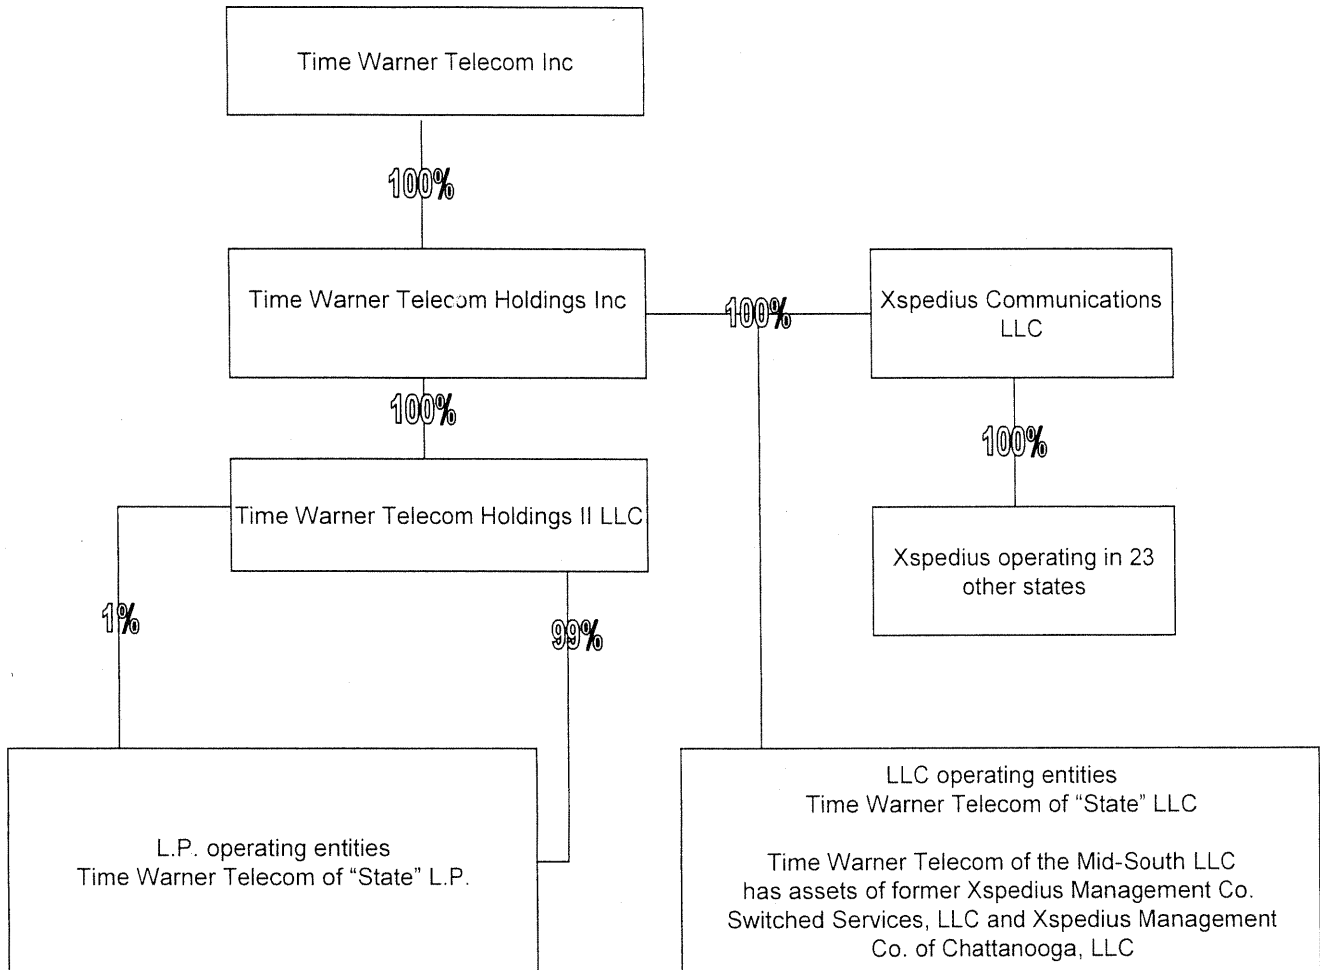 Time Warner Telecom Inc
100%
Time Warner Telecom Holdings Inc
100%
Xspedius Communications
LLC
100%
100%
Time Warner Telecom Holdings II LLC
Xspedius operating in 23
other states
1%
99%
L.P. operating entities
Time Warner Telecom of “State” L.P.
LLC operating entities
Time Warner Telecom of “State” LLC
Time Warner Telecom of the Mid-South LLC
has assets of former Xspedius Management Co.
Switched Services, LLC and Xspedius Management
Co. of Chattanooga, LLC